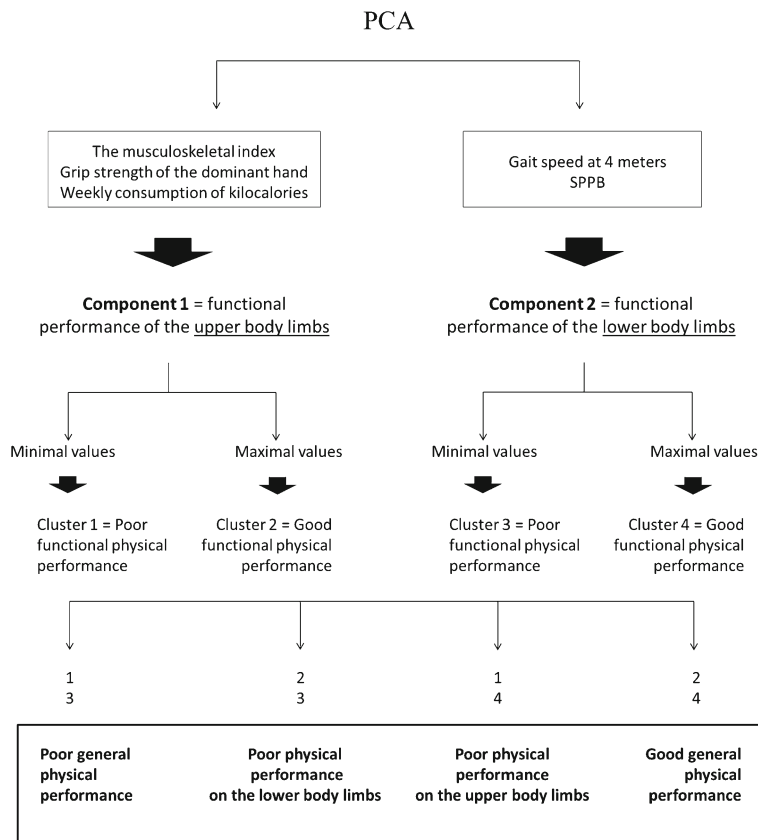 PCA
The musculoskeletal index
Grip strength of the dominant hand
Weekly consumption of kilocalories
Gait speed at 4 meters
SPPB
Component 1 = functional
performance of the upper body limbs
Component 2 = functional
performance of the lower body limbs
Minimal values
Maximal values
Minimal values
Maximal values
Cluster 1 = Poor
functional physical
performance
Cluster 2 = Good
functional physical
performance
Cluster 3 = Poor
functional physical
performance
Cluster 4 = Good
functional physical
performance
1
3
2
3
1
4
2
4
Poor general
physical
performance
Poor physical
performance
on the lower body limbs
Poor physical
performance
on the upper body limbs
Good general
physical
performance